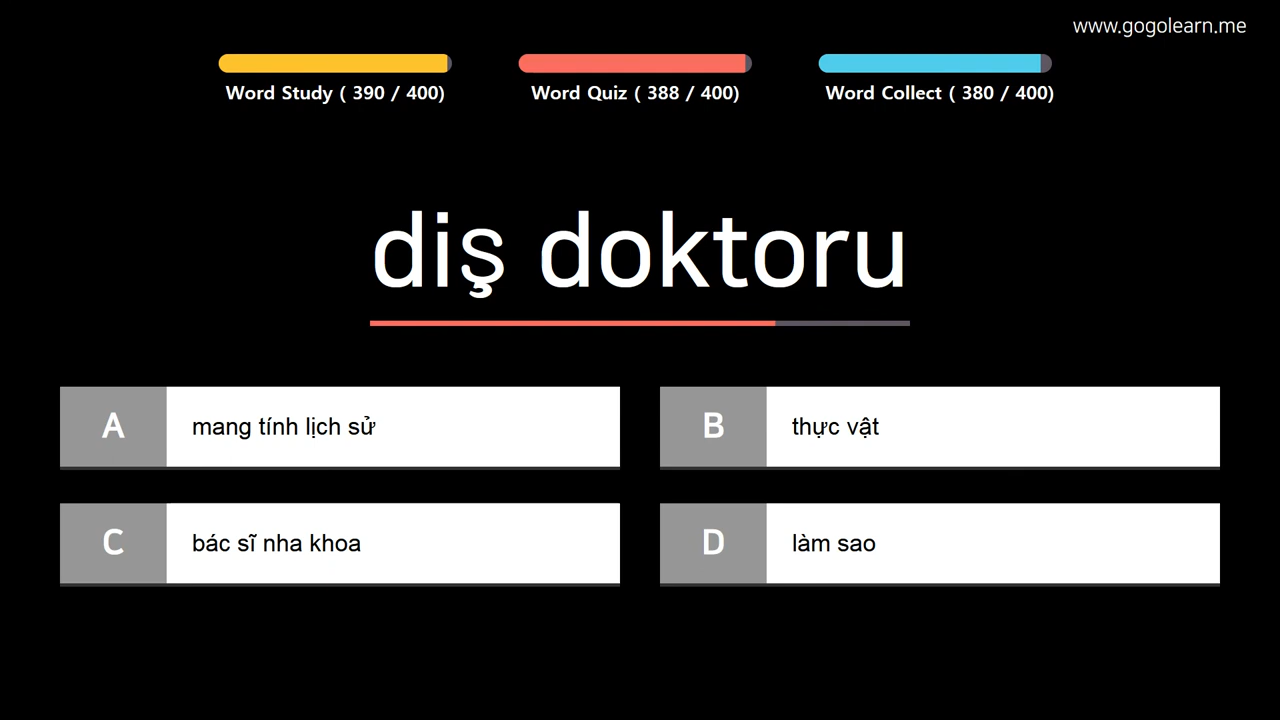 www.gogolearn.me
Word Study ( 390 / 400)
Word Quiz ( 388 / 400)
Word Collect ( 380 / 400)
diş doktoru
A
mang tính lịch sử
B
thực vật
C
bác sĩ nha khoa
D
làm sao